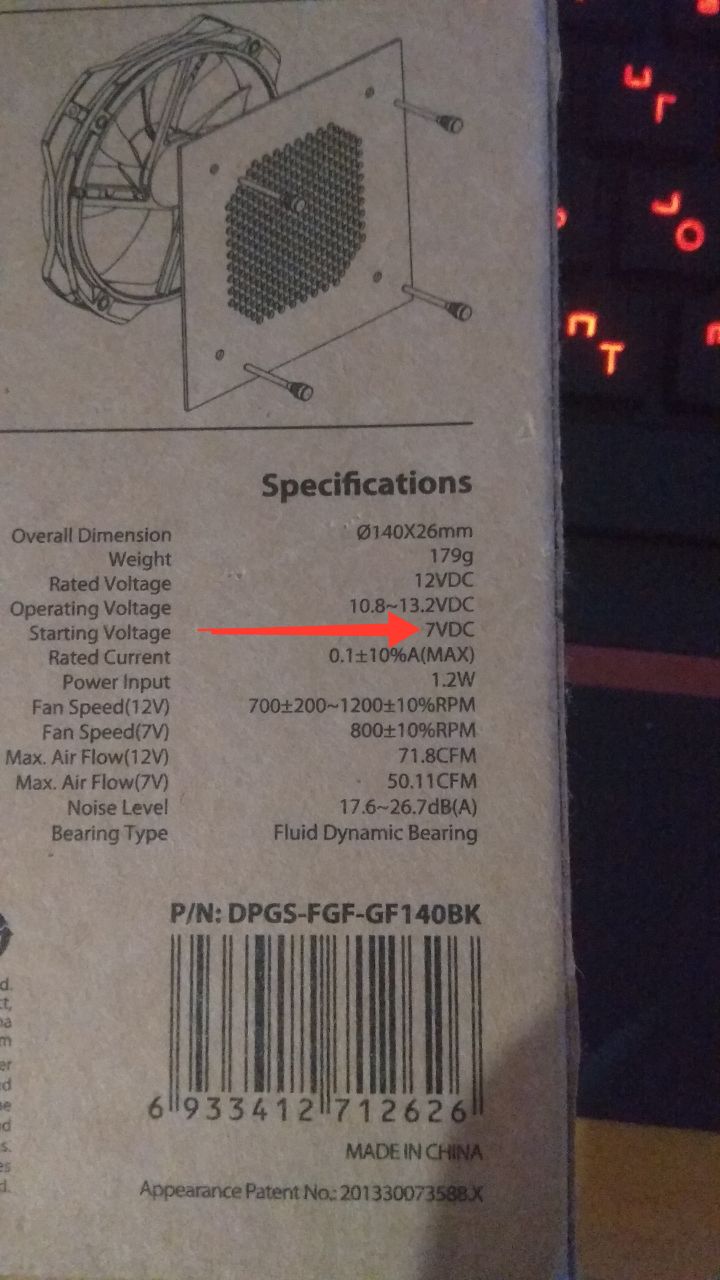 Specifications
Overall Dimension Ø140X26mm
Weight 179g
Rated Voltage 12VDC
Operating Voltage 10.8~13.2VDC
Starting Voltage 7VDC
Rated Current 0.1±10%A(MAX)
Power Input 1.2W
Fan Speed(12V) 700±200~1200±10%RPM
Fan Speed(7V) 800±10%RPM
Max. Air Flow(12V) 71.8CFM
Max. Air Flow(7V) 50.11CFM
Noise Level 17.6~26.7dB(A)
Bearing Type Fluid Dynamic Bearing
P/N: DPGS-FGF-GF140BK
6 933412 712626
MADE IN CHINA
Appearance Patent No.: 201330073588.X